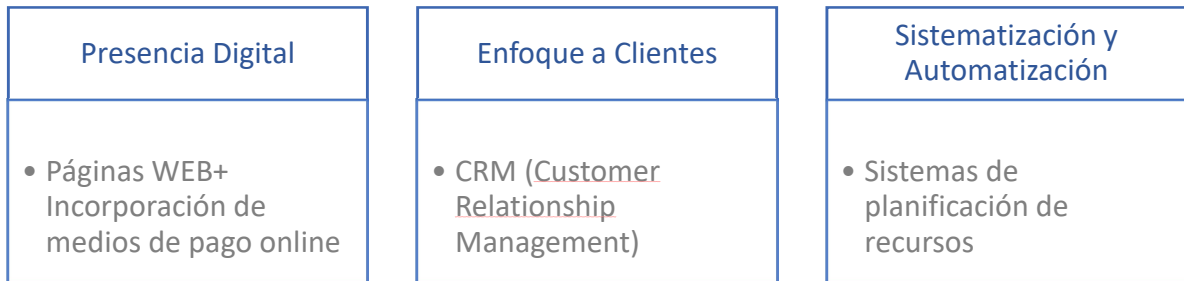 Presencia Digital
• Páginas WEB+
Incorporación de
medios de pago online
Enfoque a Clientes
• CRM (Customer
Relationship
Management)
Sistematización y
Automatización
• Sistemas de
planificación de
recursos